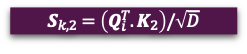 S_{k,2} = (Q_i^T.K_2)/√D